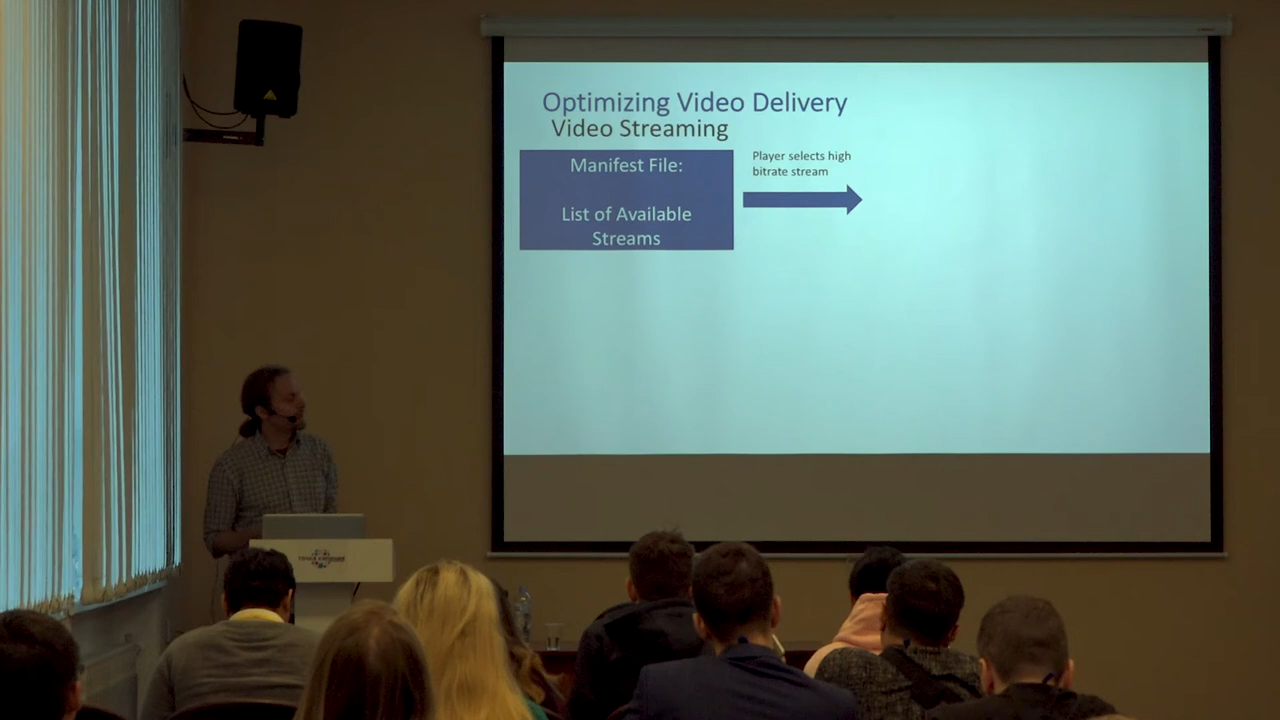 Optimizing Video Delivery
Video Streaming
Manifest File:
List of Available
Streams
Player selects high
bitrate stream